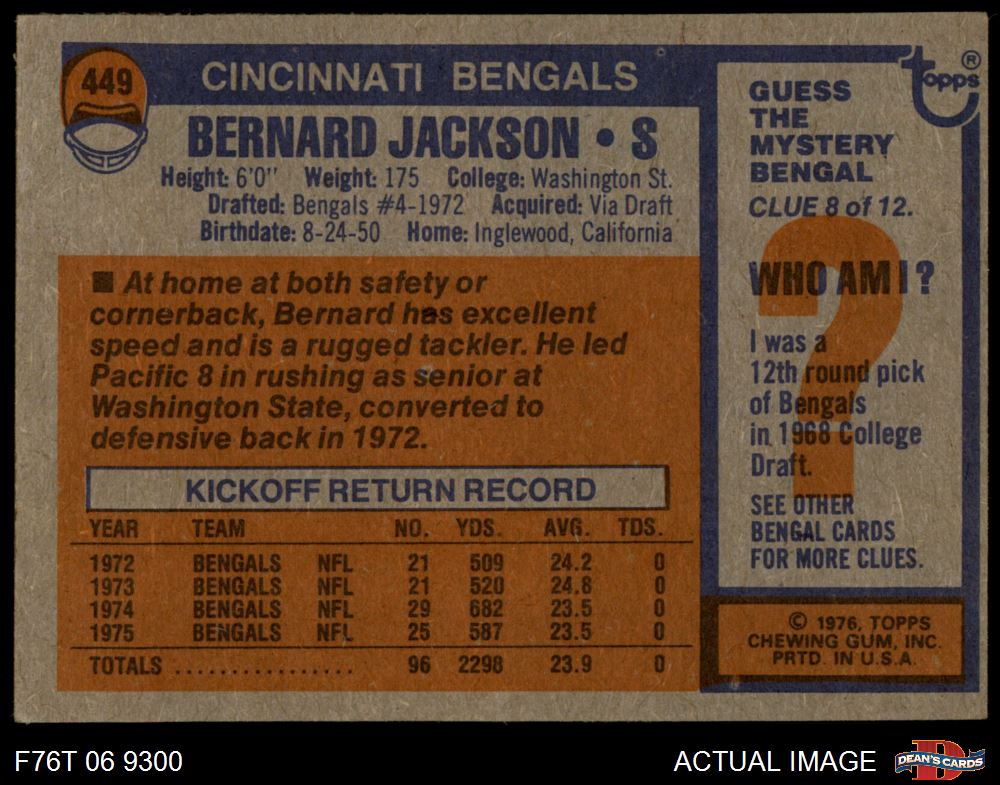 449
CINCINNATI BENGALS
BERNARD JACKSON • S
Height: 6'0" Weight: 175 College: Washington St.
Drafted: Bengals #4-1972 Acquired: Via Draft
Birthdate: 8-24-50 Home: Inglewood, California
■ At home at both safety or
cornerback, Bernard has excellent
speed and is a rugged tackler. He led
Pacific 8 in rushing as senior at
Washington State, converted to
defensive back in 1972.
KICKOFF RETURN RECORD
YEAR TEAM NO. YDS. AVG. TDS.
1972 BENGALS NFL 21 509 24.2 0
1973 BENGALS NFL 21 520 24.8 0
1974 BENGALS NFL 29 682 23.5 0
1975 BENGALS NFL 25 587 23.5 0
TOTALS ................ 96 2298 23.9 0
topps®
GUESS
THE
MYSTERY
BENGAL
CLUE 8 of 12.
?
WHO AM I?
I was a
12th round pick
of Bengals
in 1968 College
Draft.
SEE OTHER
BENGAL CARDS
FOR MORE CLUES.
© 1976, TOPPS
CHEWING GUM, INC.
PRTD. IN U.S.A.
F76T 06 9300
ACTUAL IMAGE
D
DEAN'S CARDS